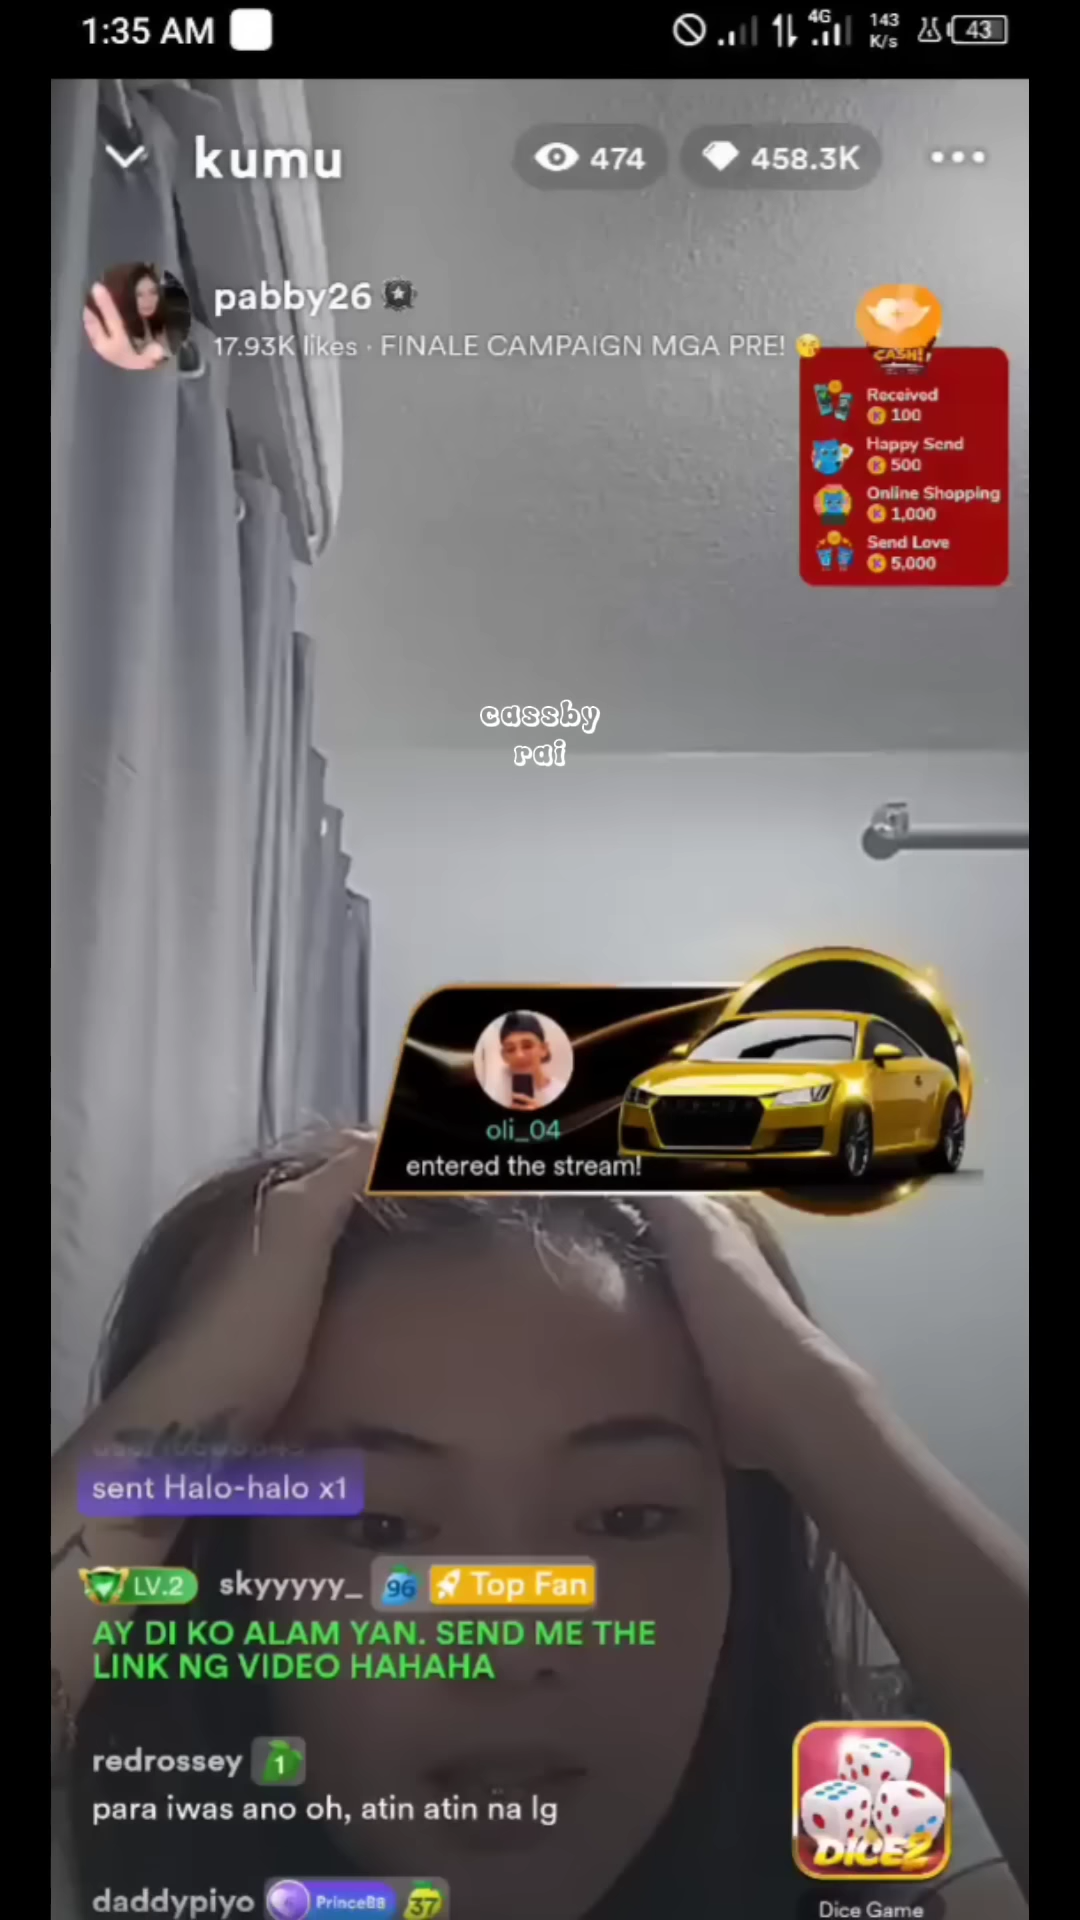 1:35 AM
4G
143
K/s
43
kumu
474
458.3K
pabby26
17.93K likes · FINALE CAMPAIGN MGA PRE! 😘
CASH!
Received
100
Happy Send
500
Online Shopping
1,000
Send Love
5,000
cassby
rai
oli_04
entered the stream!
sent Halo-halo x1
LV.2 skyyyyy_ 96 Top Fan
AY DI KO ALAM YAN. SEND ME THE
LINK NG VIDEO HAHAHA
redrossey 1
para iwas ano oh, atin atin na lg
daddypiyo PrinceBB 37
DICE2
Dice Game